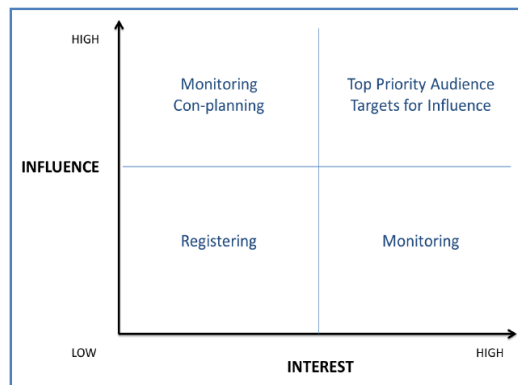 HIGH
Monitoring
Con-planning
Top Priority Audience
Targets for Influence
INFLUENCE
Registering
Monitoring
LOW
HIGH
INTEREST